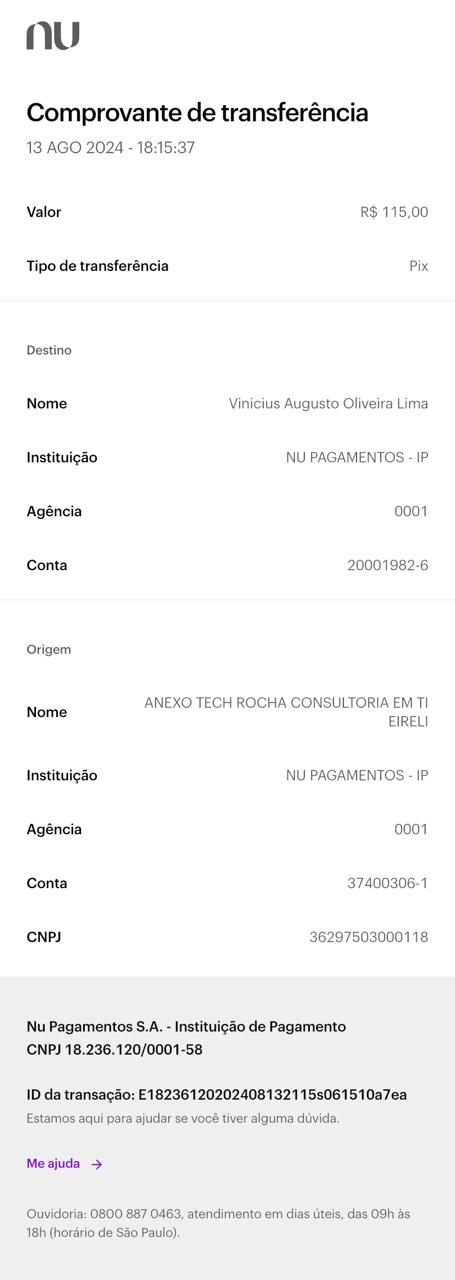 nu
Comprovante de transferência
13 AGO 2024 - 18:15:37
Valor R$ 115,00
Tipo de transferência Pix
Destino
Nome Vinicius Augusto Oliveira Lima
Instituição NU PAGAMENTOS - IP
Agência 0001
Conta 20001982-6
Origem
Nome ANEXO TECH ROCHA CONSULTORIA EM TI
EIRELI
Instituição NU PAGAMENTOS - IP
Agência 0001
Conta 37400306-1
CNPJ 36297503000118
Nu Pagamentos S.A. - Instituição de Pagamento
CNPJ 18.236.120/0001-58
ID da transação: E18236120202408132115s061510a7ea
Estamos aqui para ajudar se você tiver alguma dúvida.
Me ajuda →
Ouvidoria: 0800 887 0463, atendimento em dias úteis, das 09h às
18h (horário de São Paulo).